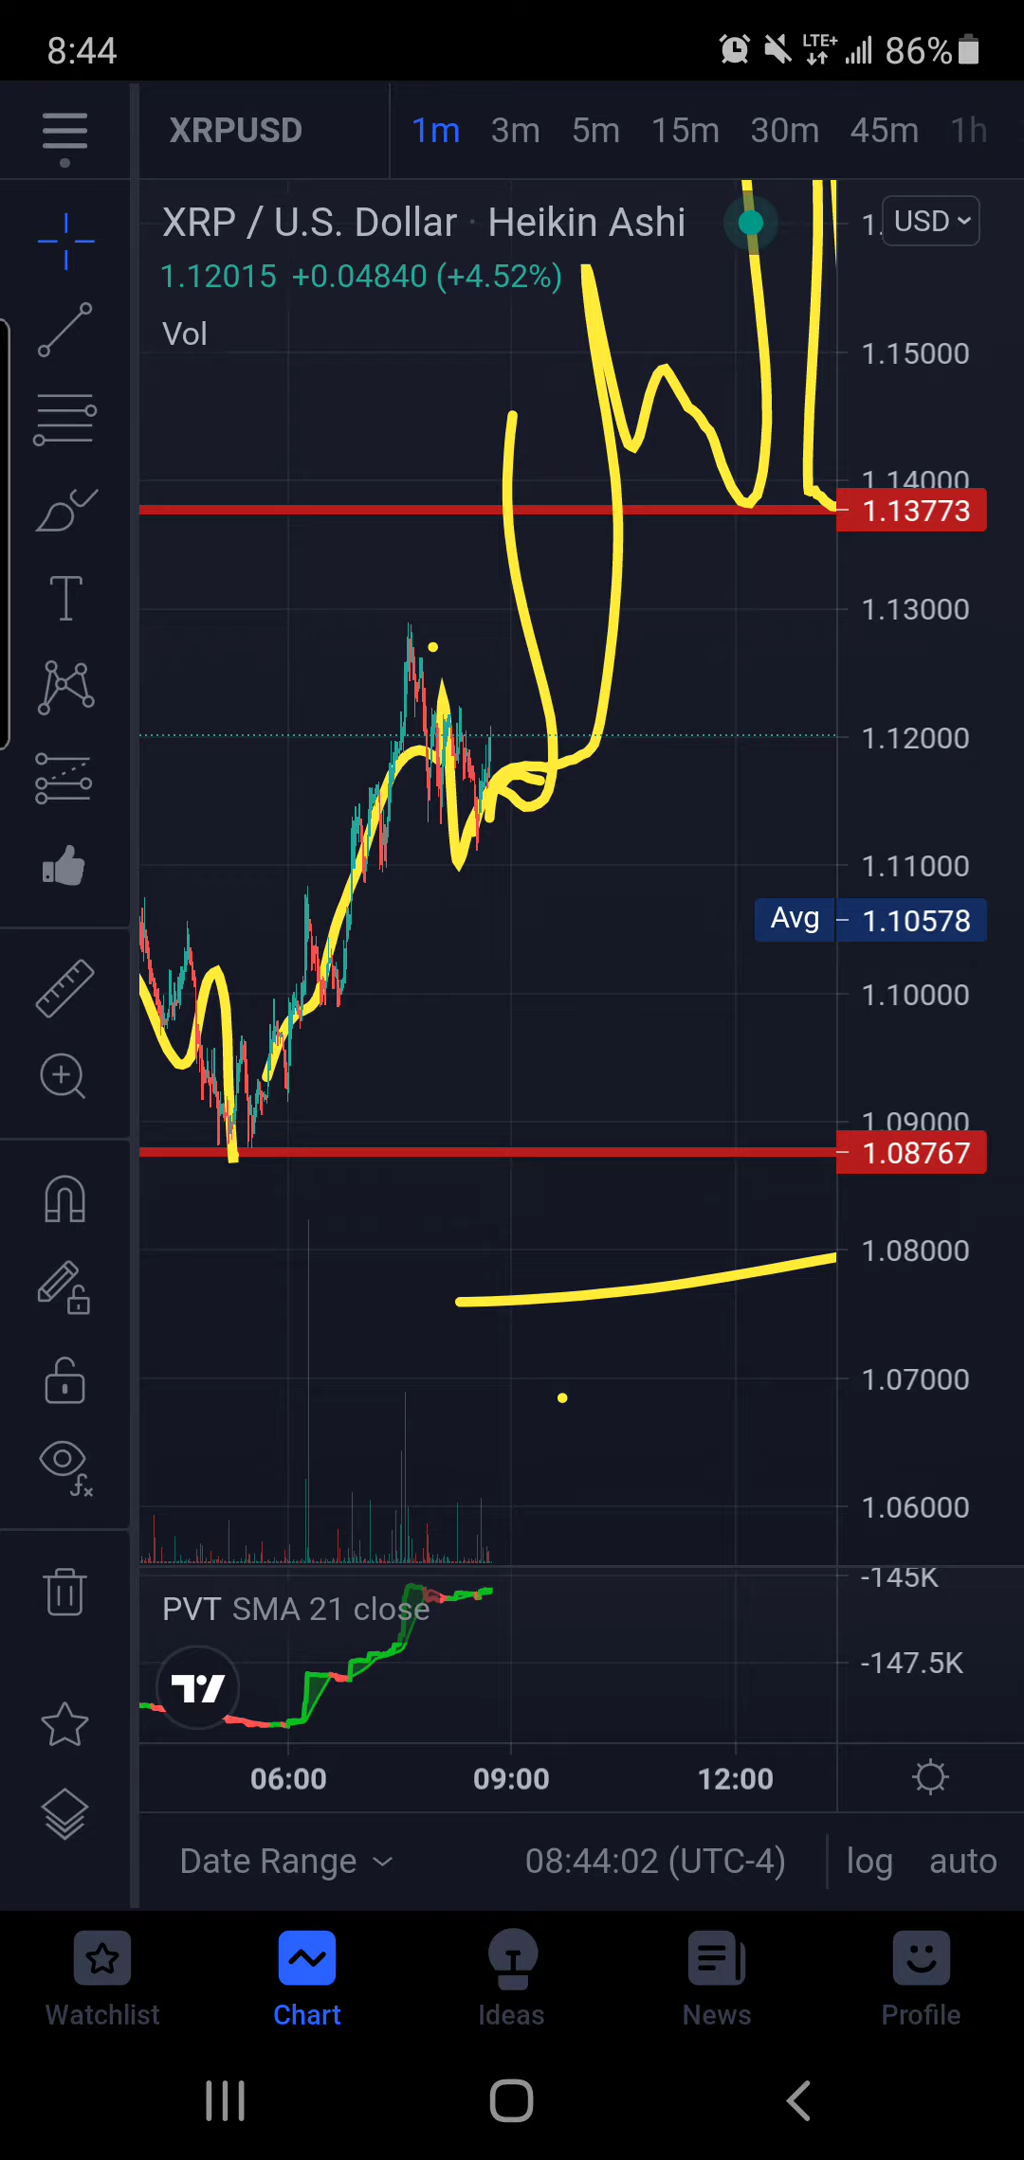 8:44 LTE+ 86%
XRPUSD 1m 3m 5m 15m 30m 45m 1h
XRP / U.S. Dollar · Heikin Ashi
1. USD
1.12015 +0.04840 (+4.52%)
Vol
1.15000
1.14000
1.13773
1.13000
1.12000
1.11000
Avg 1.10578
1.10000
1.09000
1.08767
1.08000
1.07000
1.06000
-145K
PVT SMA 21 close
-147.5K
06:00 09:00 12:00
Date Range 08:44:02 (UTC-4) log auto
Watchlist Chart Ideas News Profile